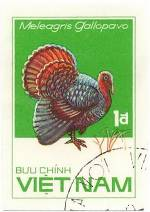 Meleagris gallopavo
1đ
BƯU CHÍNH
VIỆT NAM